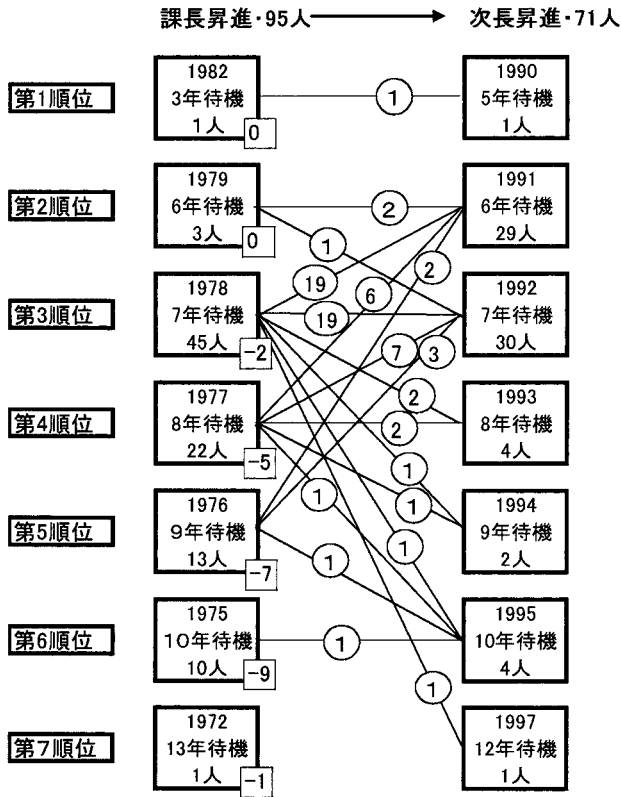 課長昇進・95人
次長昇進・71人
第1順位
1982
3年待機
1人
0
1
1990
5年待機
1人
第2順位
1979
6年待機
3人
0
2
1
2
1991
6年待機
29人
第3順位
1978
7年待機
45人
-2
19
6
19
7
3
1992
7年待機
30人
第4順位
1977
8年待機
22人
-5
2
2
1993
8年待機
4人
第5順位
1976
9年待機
13人
-7
1
1
1
1
1994
9年待機
2人
第6順位
1975
10年待機
10人
-9
1
1
1995
10年待機
4人
第7順位
1972
13年待機
1人
-1
1
1997
12年待機
1人